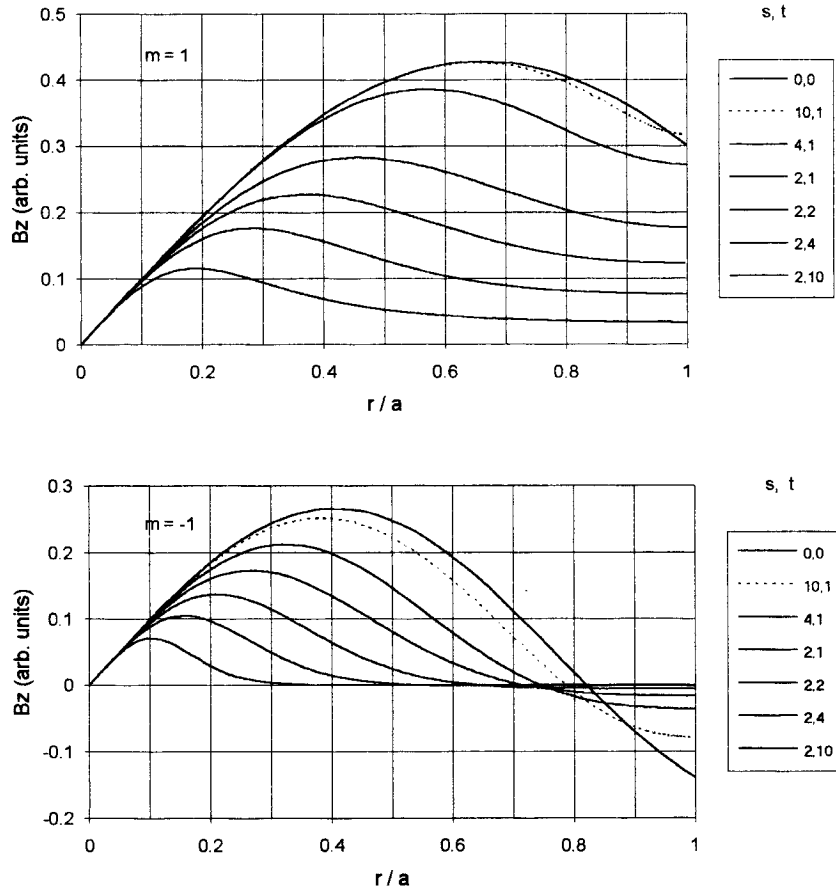 s, t
m = 1
Bz (arb. units)
0.5
0.4
0.3
0.2
0.1
0
0 0.2 0.4 0.6 0.8 1
r / a
0,0
10,1
4,1
2,1
2,2
2,4
2,10
s, t
m = -1
Bz (arb. units)
0.3
0.2
0.1
0
-0.1
-0.2
0 0.2 0.4 0.6 0.8 1
r / a
0,0
10,1
4,1
2,1
2,2
2,4
2,10